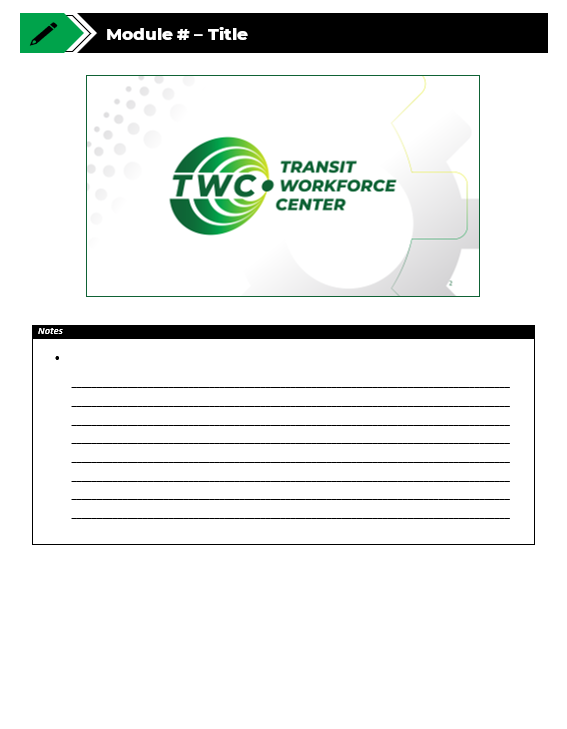 Module # – Title
TWC
TRANSIT
WORKFORCE
CENTER
2
Notes
•